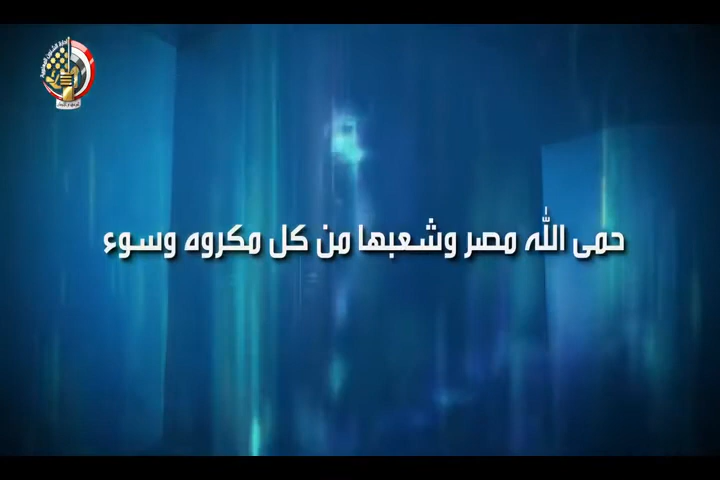 حمى الله مصر وشعبها من كل مكروه وسوء